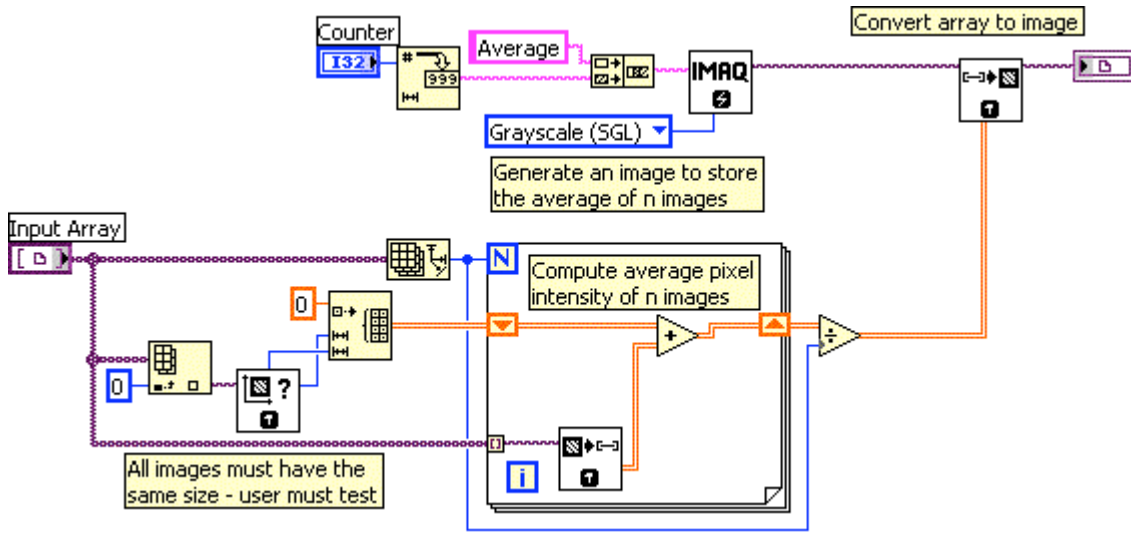 Convert array to image
Counter
I32
#
999
Average
IMAQ
Grayscale (SGL)
Generate an image to store
the average of n images
Input Array
N
Compute average pixel
intensity of n images
0
+
÷
0
?
i
All images must have the
same size - user must test